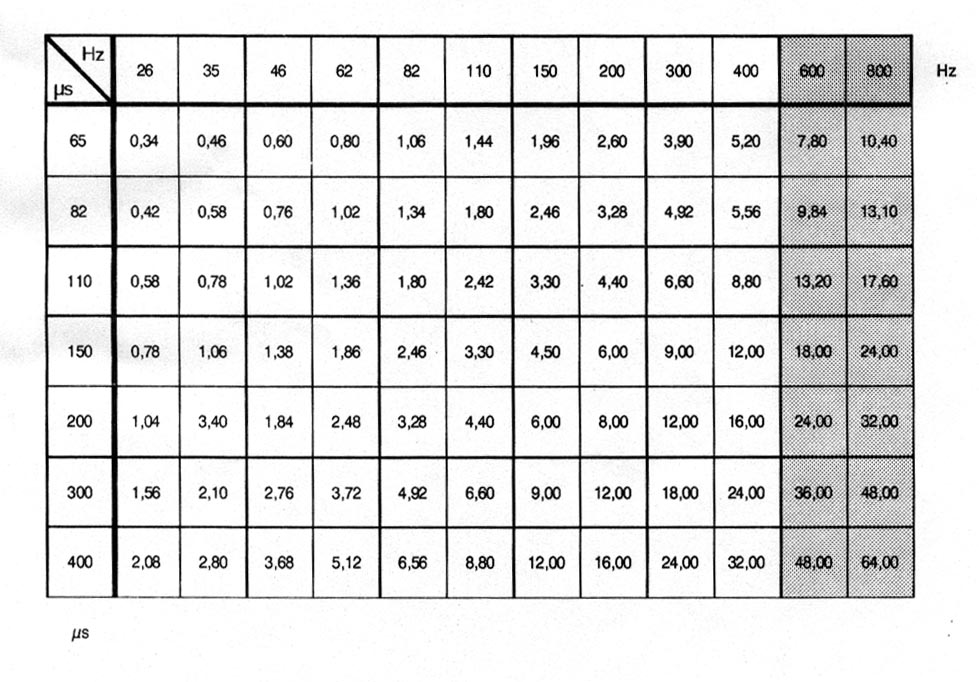 Hz 26 35 46 62 82 110 150 200 300 400 600 800 Hz
µs
65 0,34 0,46 0,60 0,80 1,06 1,44 1,96 2,60 3,90 5,20 7,80 10,40
82 0,42 0,58 0,76 1,02 1,34 1,80 2,46 3,28 4,92 5,56 9,84 13,10
110 0,58 0,78 1,02 1,36 1,80 2,42 3,30 4,40 6,60 8,80 13,20 17,60
150 0,78 1,06 1,38 1,86 2,46 3,30 4,50 6,00 9,00 12,00 18,00 24,00
200 1,04 3,40 1,84 2,48 3,28 4,40 6,00 8,00 12,00 16,00 24,00 32,00
300 1,56 2,10 2,76 3,72 4,92 6,60 9,00 12,00 18,00 24,00 36,00 48,00
400 2,08 2,80 3,68 5,12 6,56 8,80 12,00 16,00 24,00 32,00 48,00 64,00
µs